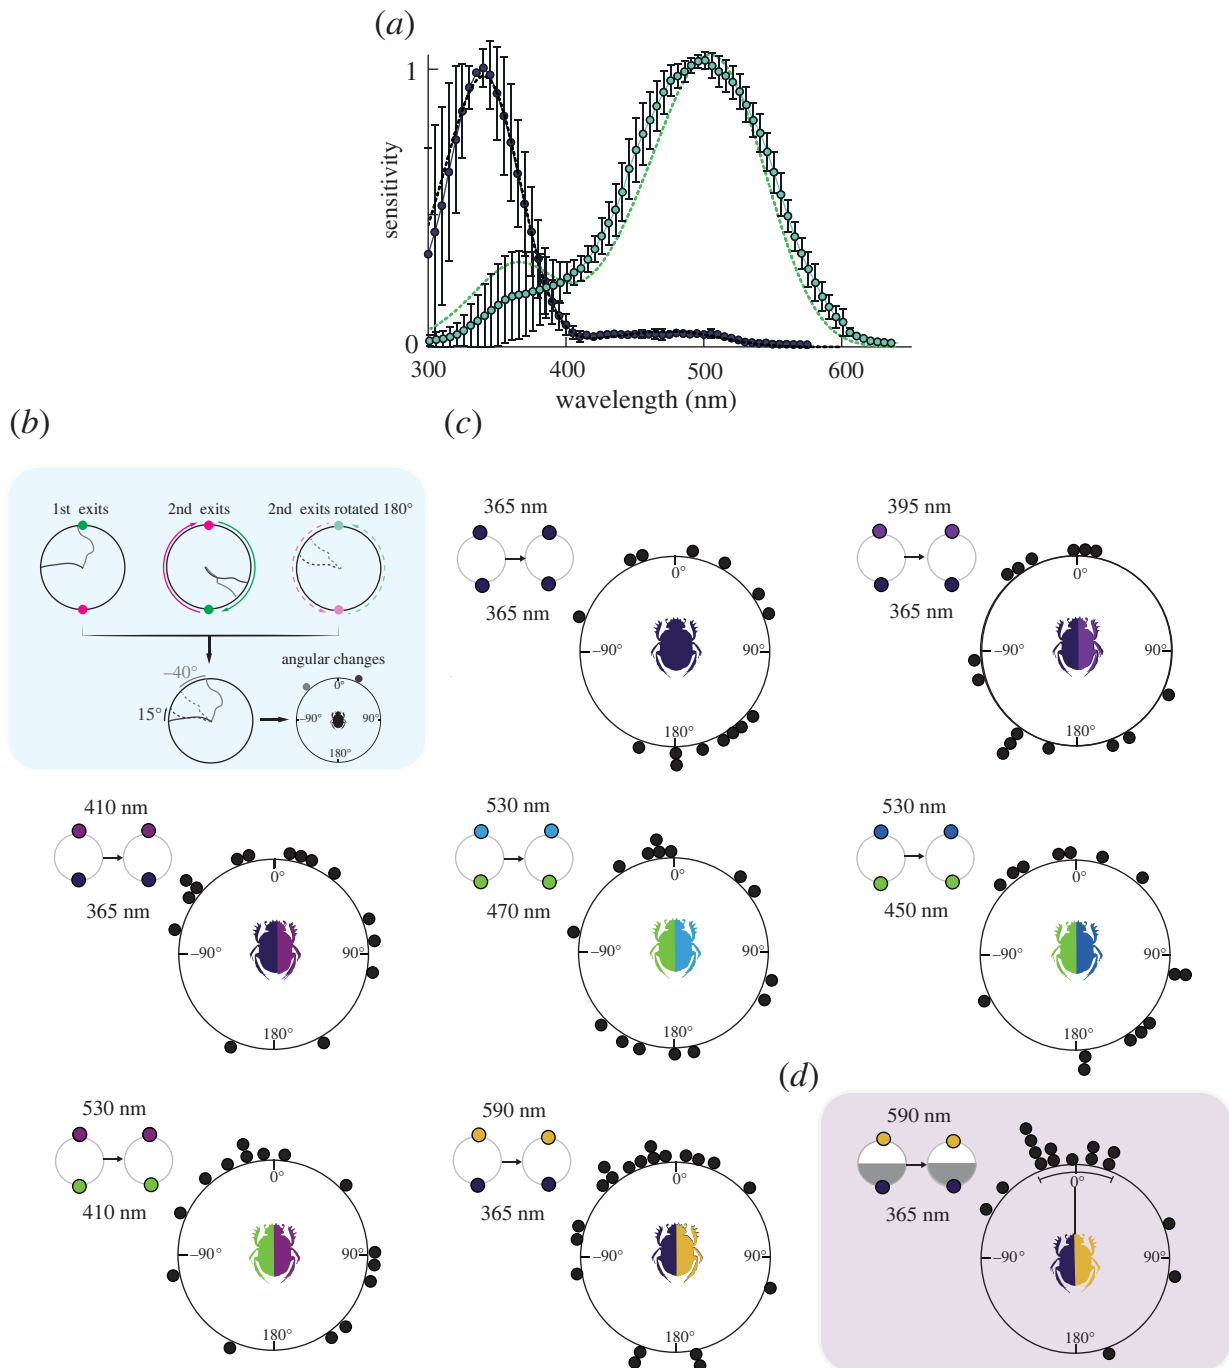 (a)
1
sensitivity
0
300
400
500
600
wavelength (nm)
(b)
1st exits
2nd exits
2nd exits rotated 180°
–40°
15°
angular changes
0°
–90°
90°
180°
(c)
365 nm
365 nm
0°
–90°
90°
180°
395 nm
365 nm
0°
–90°
90°
180°
410 nm
365 nm
0°
–90°
90°
180°
530 nm
470 nm
0°
–90°
90°
180°
530 nm
450 nm
0°
–90°
90°
180°
530 nm
410 nm
0°
–90°
90°
180°
590 nm
365 nm
0°
–90°
90°
180°
(d)
590 nm
365 nm
0°
–90°
90°
180°